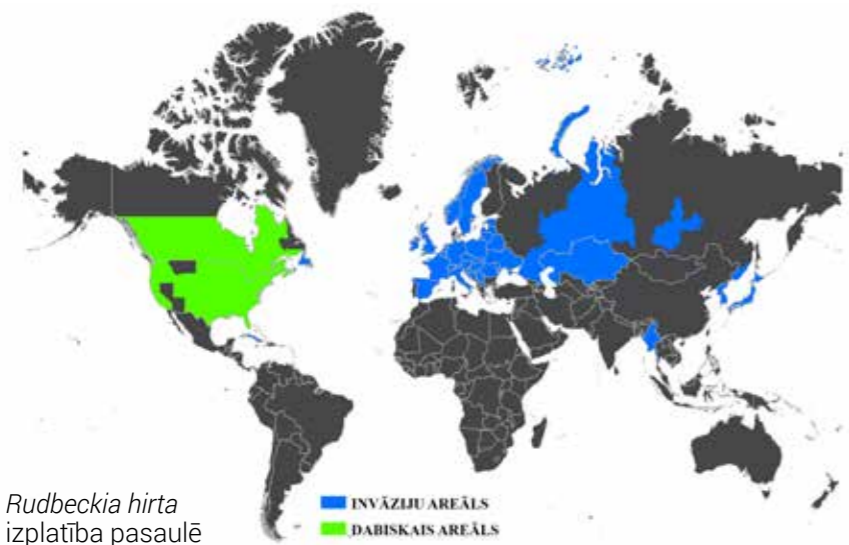 Rudbeckia hirta
izplatība pasaulē
INVĀZIJU AREĀLS
DABISKAIS AREĀLS